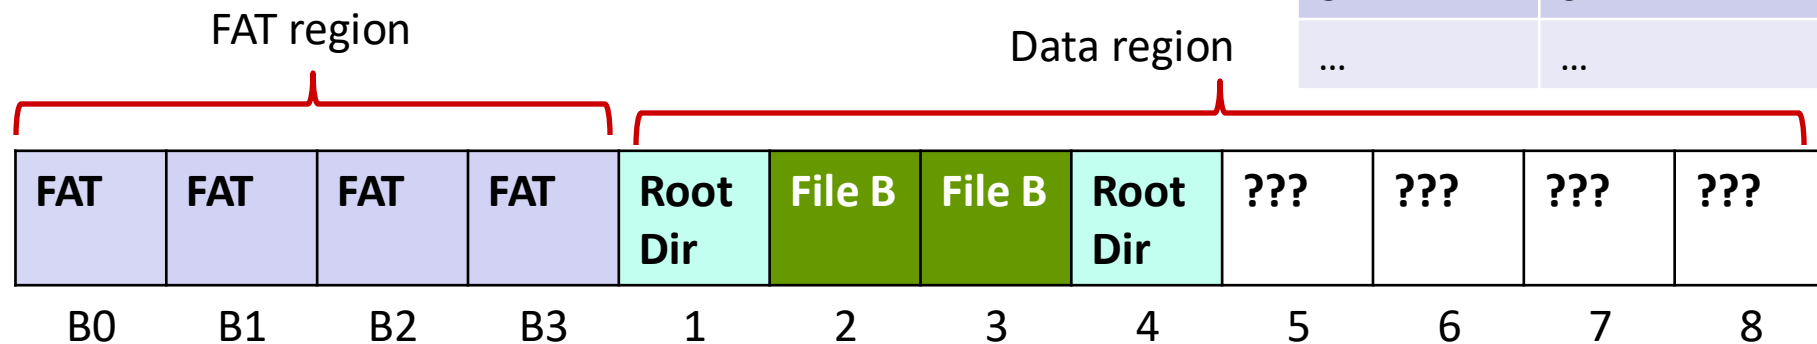 FAT region
Data region
… …
FAT FAT FAT FAT Root Dir File B File B Root Dir ??? ??? ??? ???
B0 B1 B2 B3 1 2 3 4 5 6 7 8